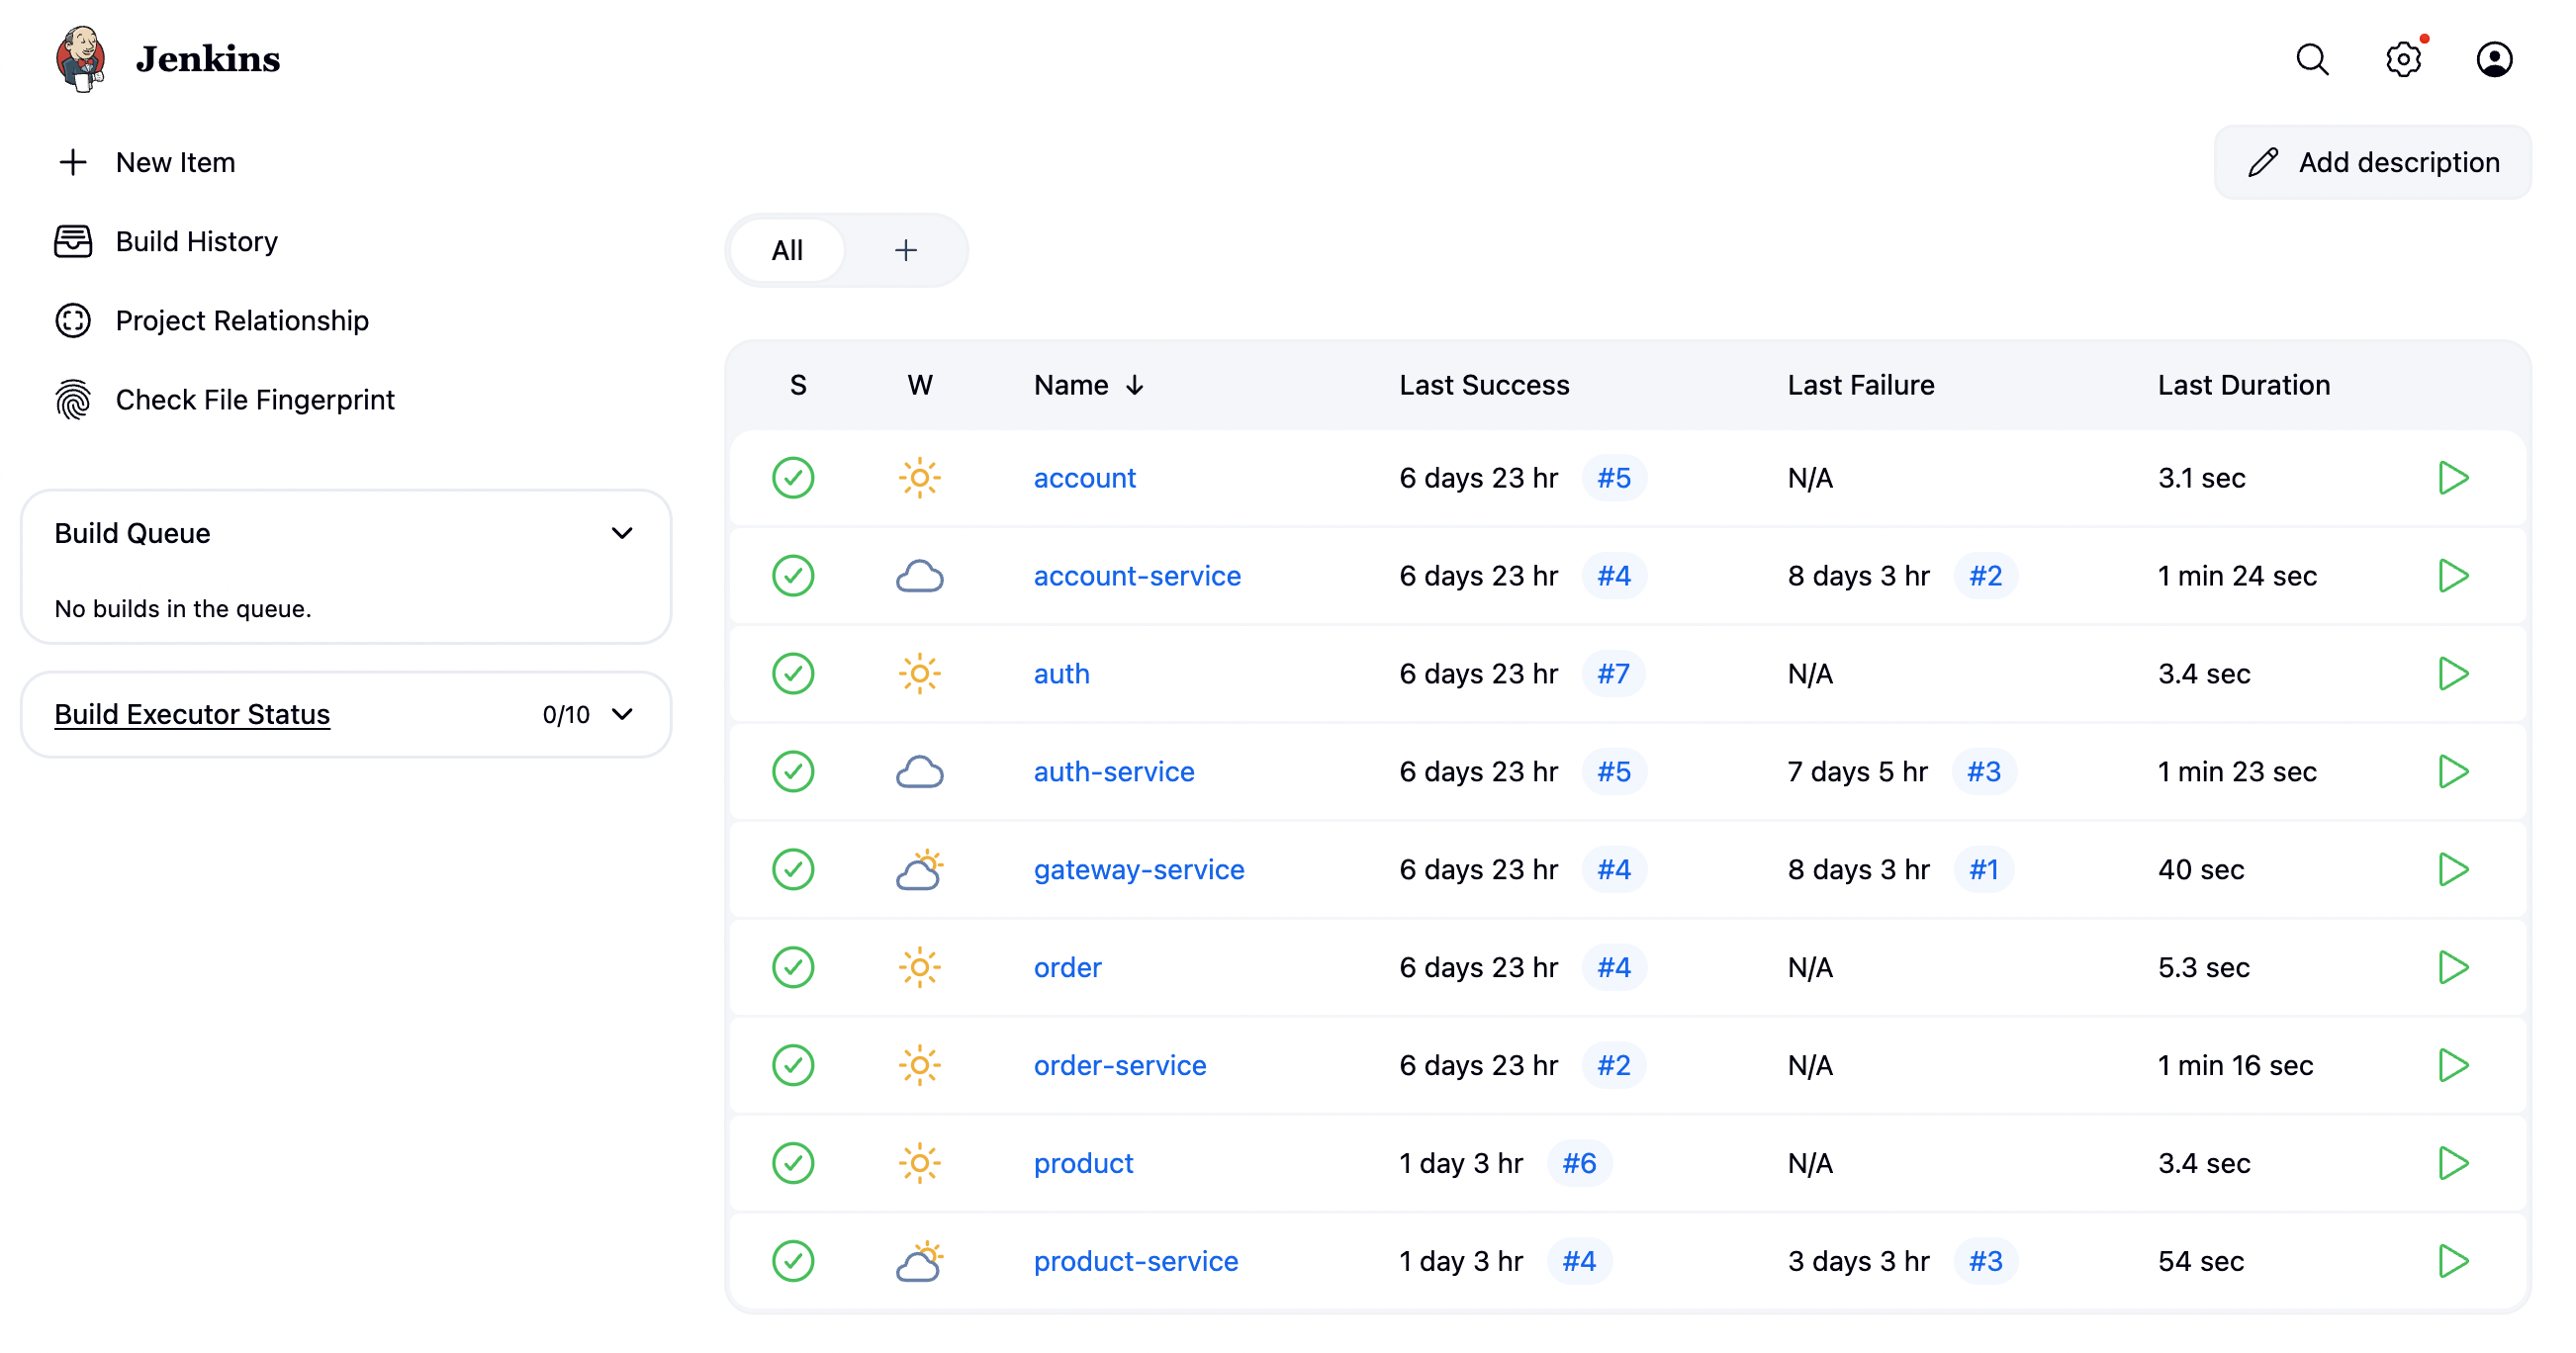 Jenkins
New Item
Build History
Project Relationship
Check File Fingerprint
Build Queue
No builds in the queue.
Build Executor Status 0/10
Add description
All
S W Name Last Success Last Failure Last Duration
account 6 days 23 hr #5 N/A 3.1 sec
account-service 6 days 23 hr #4 8 days 3 hr #2 1 min 24 sec
auth 6 days 23 hr #7 N/A 3.4 sec
auth-service 6 days 23 hr #5 7 days 5 hr #3 1 min 23 sec
gateway-service 6 days 23 hr #4 8 days 3 hr #1 40 sec
order 6 days 23 hr #4 N/A 5.3 sec
order-service 6 days 23 hr #2 N/A 1 min 16 sec
product 1 day 3 hr #6 N/A 3.4 sec
product-service 1 day 3 hr #4 3 days 3 hr #3 54 sec